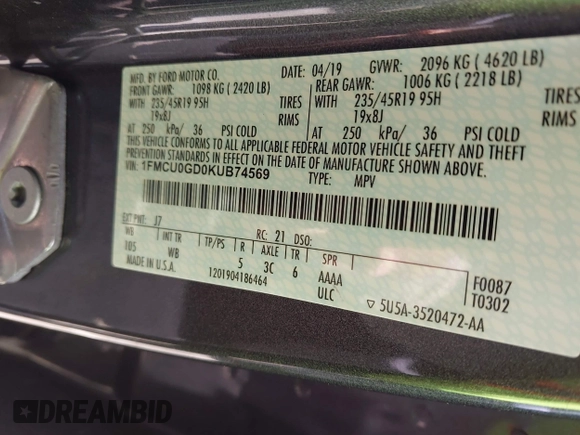 MFD. BY FORD MOTOR CO.
04/19
GVWR: 2096 KG ( 4620 LB)
FRONT GAWR: 1098 KG ( 2420 LB)
REAR GAWR: 1006 KG ( 2218 LB)
WITH 235/45R19 95H TIRES
WITH 235/45R19 95H TIRES
19x8J RIMS
19x8J RIMS
AT 250 kPa/ 36 PSI COLD
AT 250 kPa/ 36 PSI COLD
THIS VEHICLE CONFORMS TO ALL APPLICABLE FEDERAL MOTOR VEHICLE SAFETY AND THEFT
PREVENTION STANDARDS IN EFFECT ON THE DATE OF MANUFACTURE SHOWN ABOVE.
VIN: 1FMCU0GD0KUB74569
TYPE: MPV
EXT PNT: J7 RC: 21 DSO:
WB INT TR TP/PS R AXLE TR SPR
105 WB 5 3C 6 AAAA
F0087
MADE IN U.S.A. 1201904186464 ULC
T0302
▽ 5U5A-3520472-AA
DREAMBID